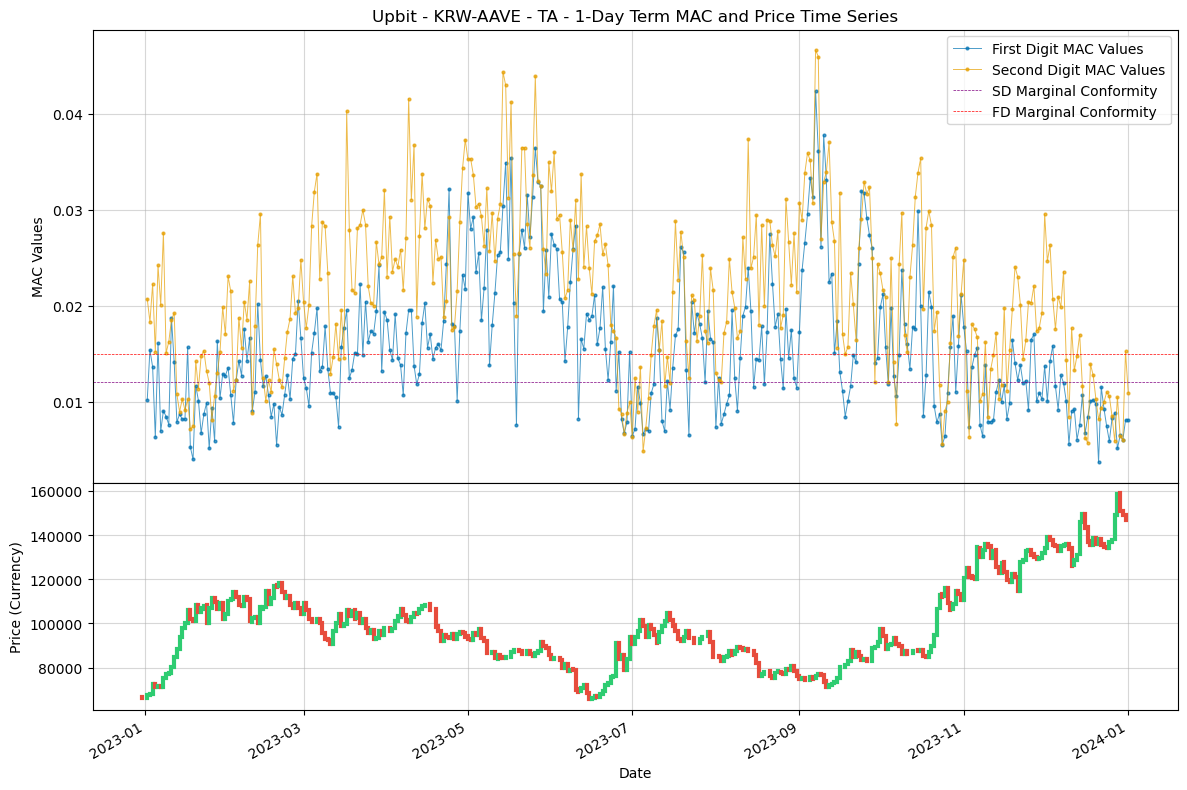 Upbit - KRW-AAVE - TA - 1-Day Term MAC and Price Time Series
First Digit MAC Values
Second Digit MAC Values
SD Marginal Conformity
FD Marginal Conformity
MAC Values
0.04
0.03
0.02
0.01
Price (Currency)
160000
140000
120000
100000
80000
2023-01
2023-03
2023-05
2023-07
2023-09
2023-11
2024-01
Date